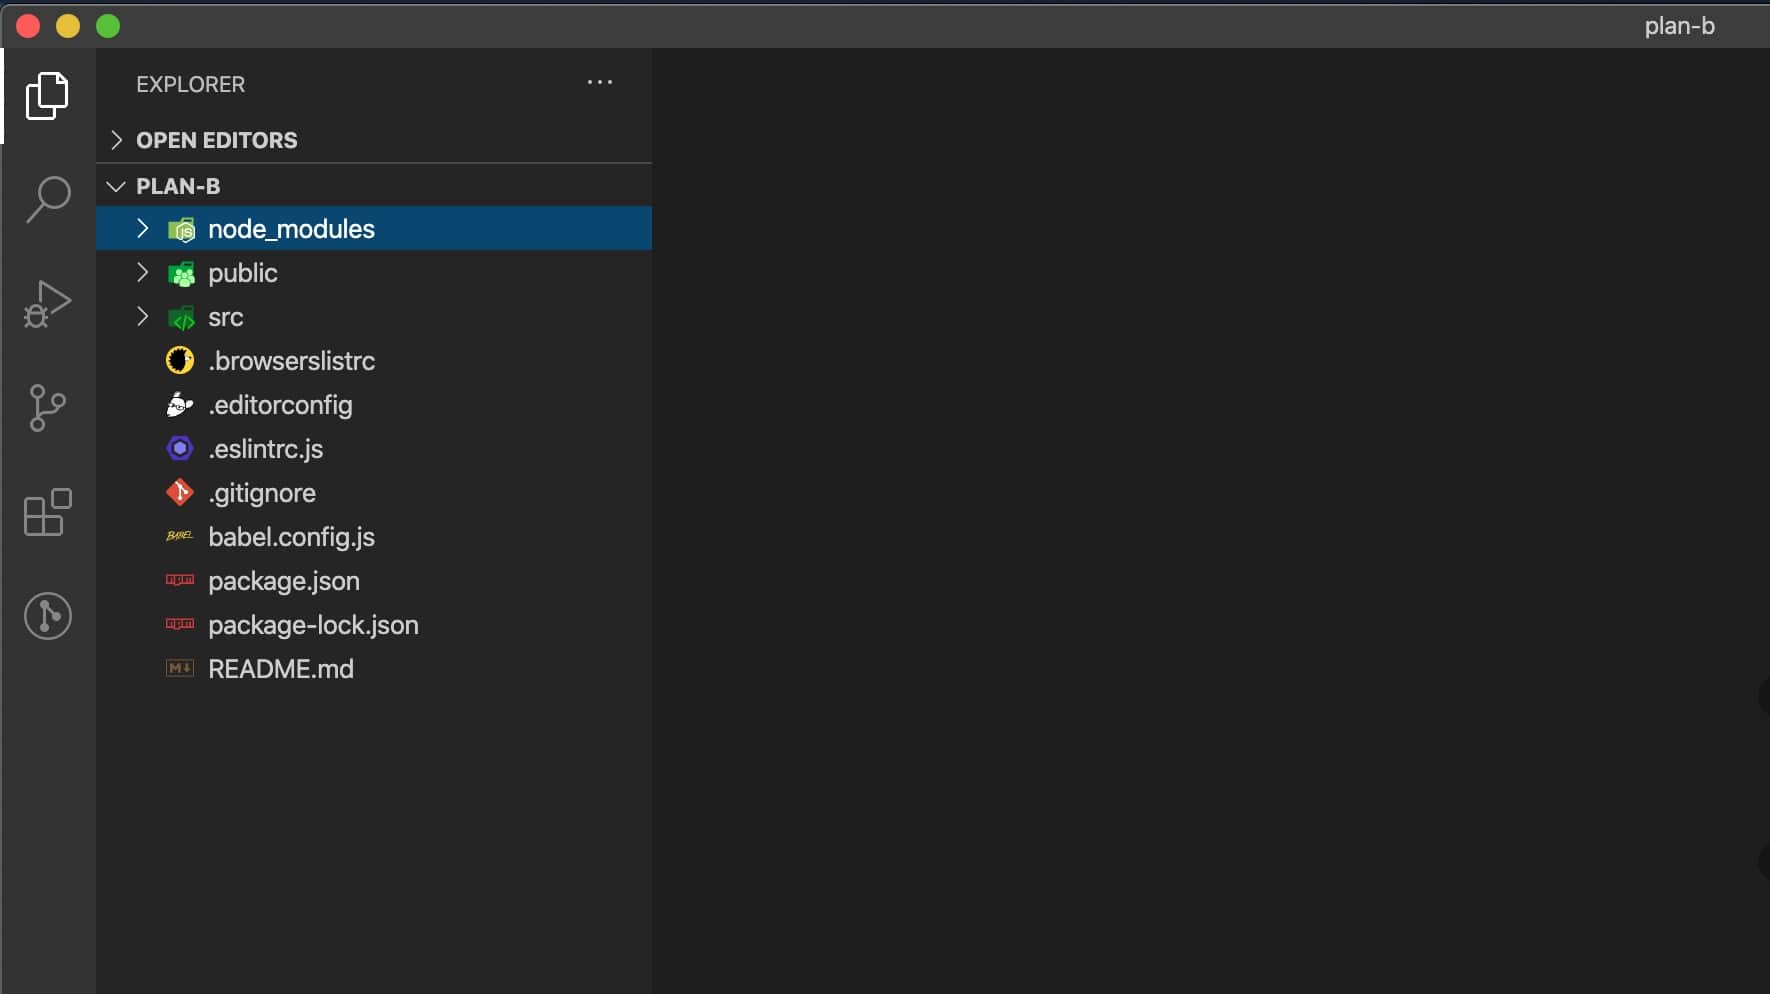 plan-b
EXPLORER
OPEN EDITORS
PLAN-B
node_modules
public
src
.browserslistrc
.editorconfig
.eslintrc.js
.gitignore
babel.config.js
package.json
package-lock.json
README.md